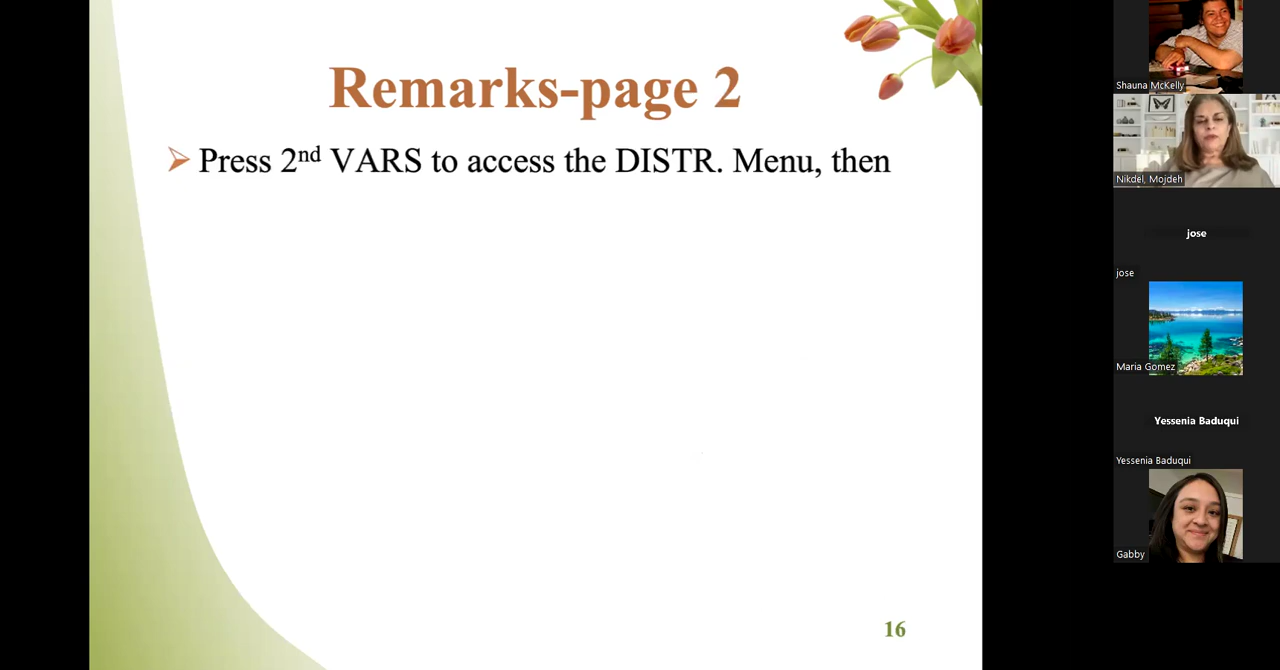 Remarks-page 2
➢ Press 2nd VARS to access the DISTR. Menu, then
16
Shauna McKelly
Nikdel, Mojdeh
jose
jose
Maria Gomez
Yessenia Baduqui
Yessenia Baduqui
Gabby